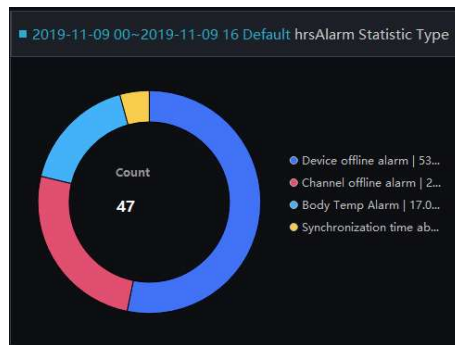 2019-11-09 00~2019-11-09 16 Default hrsAlarm Statistic Type
Count
47
Device offline alarm | 53...
Channel offline alarm | 2...
Body Temp Alarm | 17.0...
Synchronization time ab...